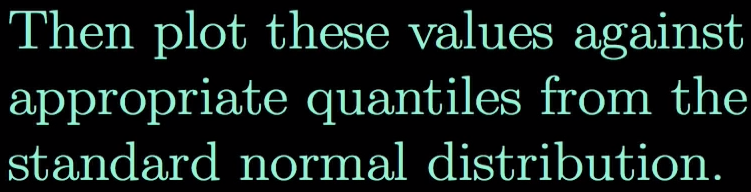 Then plot these values against
appropriate quantiles from the
standard normal distribution.